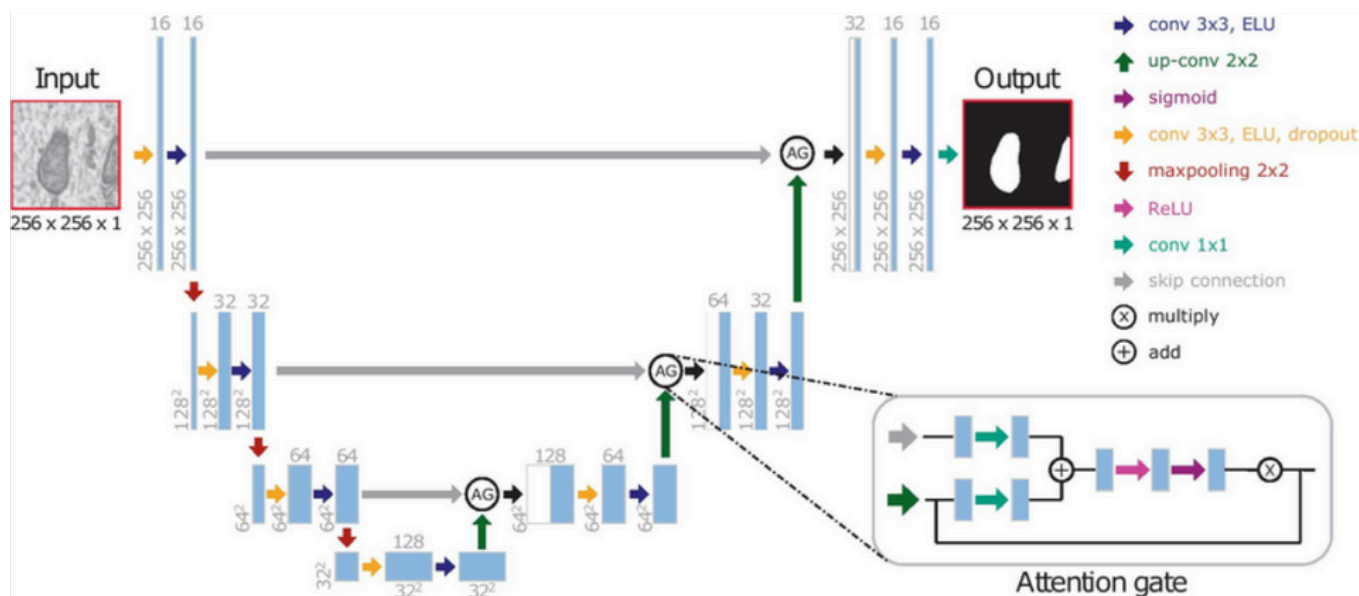 16 16
32 16 16
Input
Output
AG
256 x 256 x 1
256 x 256
256 x 256
256 x 256
256 x 256
256 x 256
256 x 256 x 1
32 32
64 32
AG
128²
128²
128²
128²
128²
128²
64 64
128 64
AG
64²
64²
64²
64²
64²
64²
128
32²
32²
32²
conv 3x3, ELU
up-conv 2x2
sigmoid
conv 3x3, ELU, dropout
maxpooling 2x2
ReLU
conv 1x1
skip connection
x multiply
+ add
+
x
Attention gate